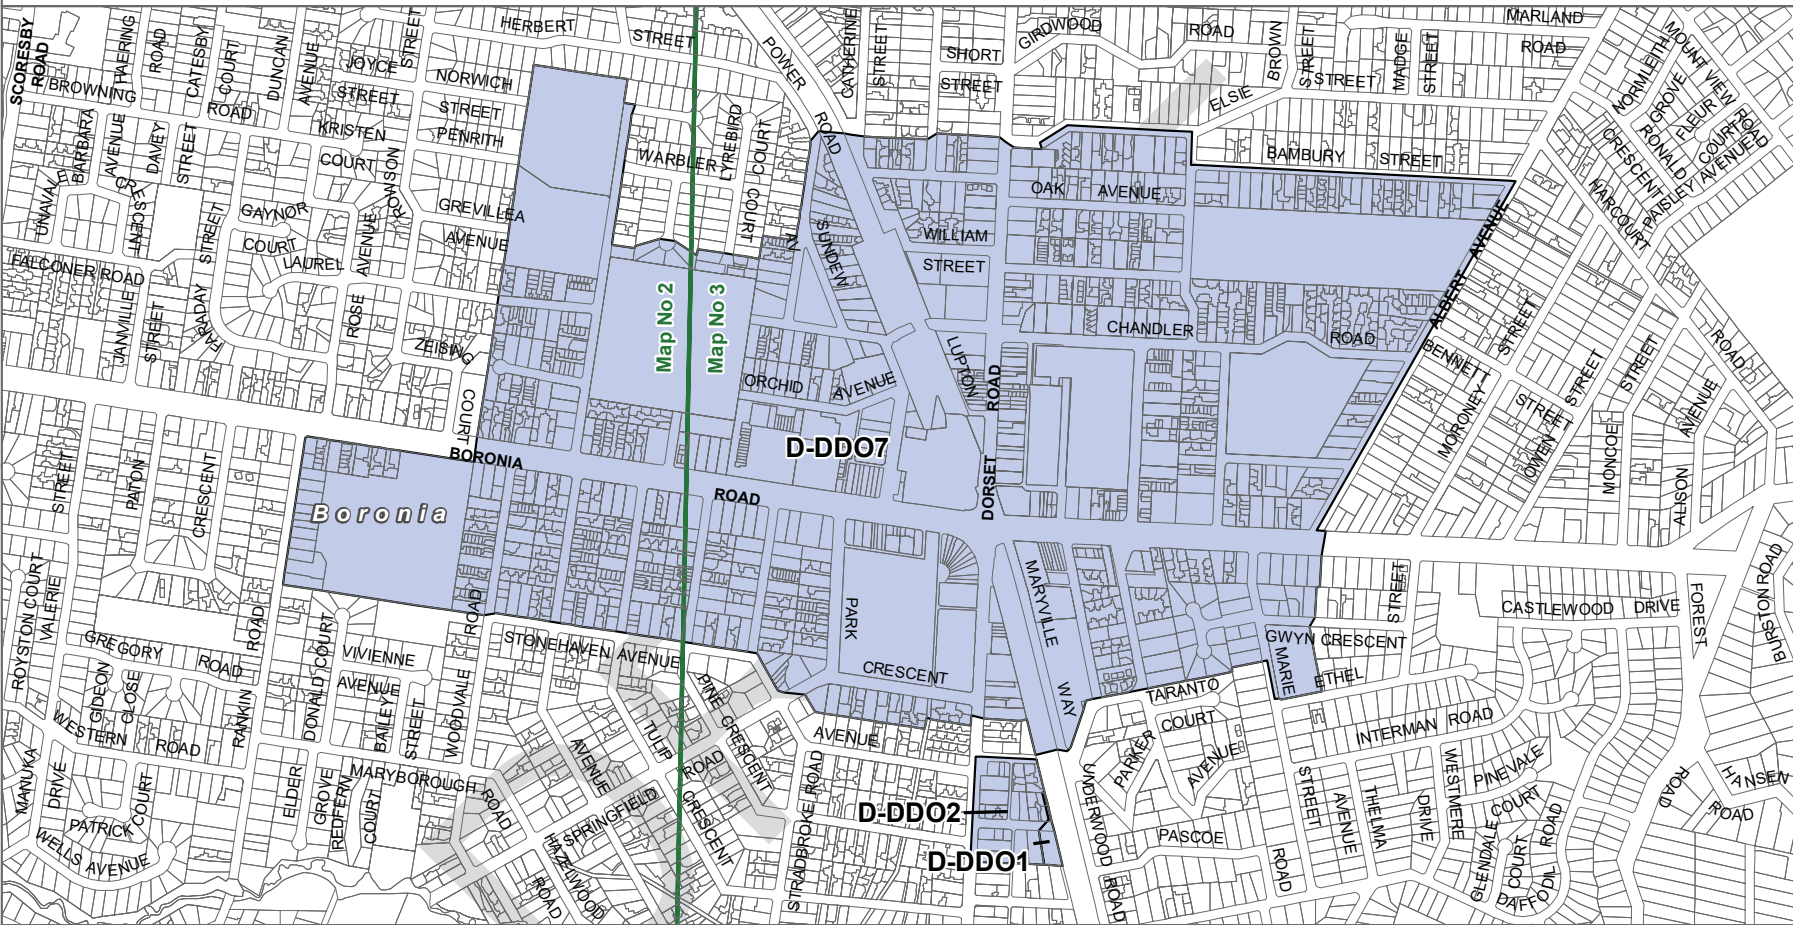 SCORESBY
ROAD
HAERING
ROAD
CATESBY
COURT
DUNCAN
AVENUE
JOYCE
STREET
STREET
HERBERT
STREET
NORWICH
STREET
PENRITH
BROWNING
ROAD
KRISTEN
COURT
BARBARA
AVENUE
DAVEY
STREET
UNAVALE
CRESCENT
ROWSON
GAYNOR
COURT
LAUREL
AVENUE
ROSE
GREVILLEA
AVENUE
FALCONER ROAD
JANVILLE
STREET
FARADAY
STREET
ZEISING
COURT
POWER
ROAD
CATHERINE
STREET
SHORT
STREET
GIRDWOOD
ROAD
BROWN
STREET
ELSIE
STREET
MADGE
STREET
MARLAND
ROAD
NORMLETH
GROVE
MOUNT VIEW ROAD
FLEUR
COURT
RONALD
CRESCENT
PAISLEY AVENUE
HARCOURT
ROAD
WARBLER
LYREBIRD
COURT
COURT
AV
SUNDEW
OAK AVENUE
WILLIAM
STREET
BAMBURY STREET
ALBERT AVENUE
CHANDLER
ROAD
Map No 2
Map No 3
ORCHID
AVENUE
LUPTON
DORSET
ROAD
BENNETT
STREET
STREET
MORONEY
STREET
OWEN
STREET
MONCOE
ALISON
AVENUE
D-DDO7
BORONIA
ROAD
Boronia
STREET
PATON
CRESCENT
ROYSTON COURT
VALERIE
ROAD
RANKIN
GREGORY
ROAD
GIDEON
CLOSE
WESTERN
ROAD
MANUKA
DRIVE
PATRICK
COURT
WELLS AVENUE
DONALD COURT
VIVIENNE
AVENUE
BAILEY
STREET
WOODVALE
ROAD
ELDER
GROVE
REDFERN
COURT
MARYBOROUGH
ROAD
STONEHAVEN AVENUE
AVENUE
TULIP
CRESCENT
PINE CRESCENT
SPRINGFIELD
ROAD
HAZELWOOD
ROAD
STRADBROKE ROAD
AVENUE
PARK
CRESCENT
MARYVILLE
WAY
D-DDO2
D-DDO1
UNDERWOOD
ROAD
TARANTO
COURT
PARKER
AVENUE
PASCOE
GWYN CRESCENT
MARIE
ETHEL
STREET
ROAD
STREET
AVENUE
THELMA
INTERMAN ROAD
DRIVE
WESTMERE
PINEVALE
COURT
GLENDALE
COURT
DAFFODIL ROAD
CASTLEWOOD DRIVE
FOREST
ROAD
BURSTON ROAD
HANSEN
ROAD